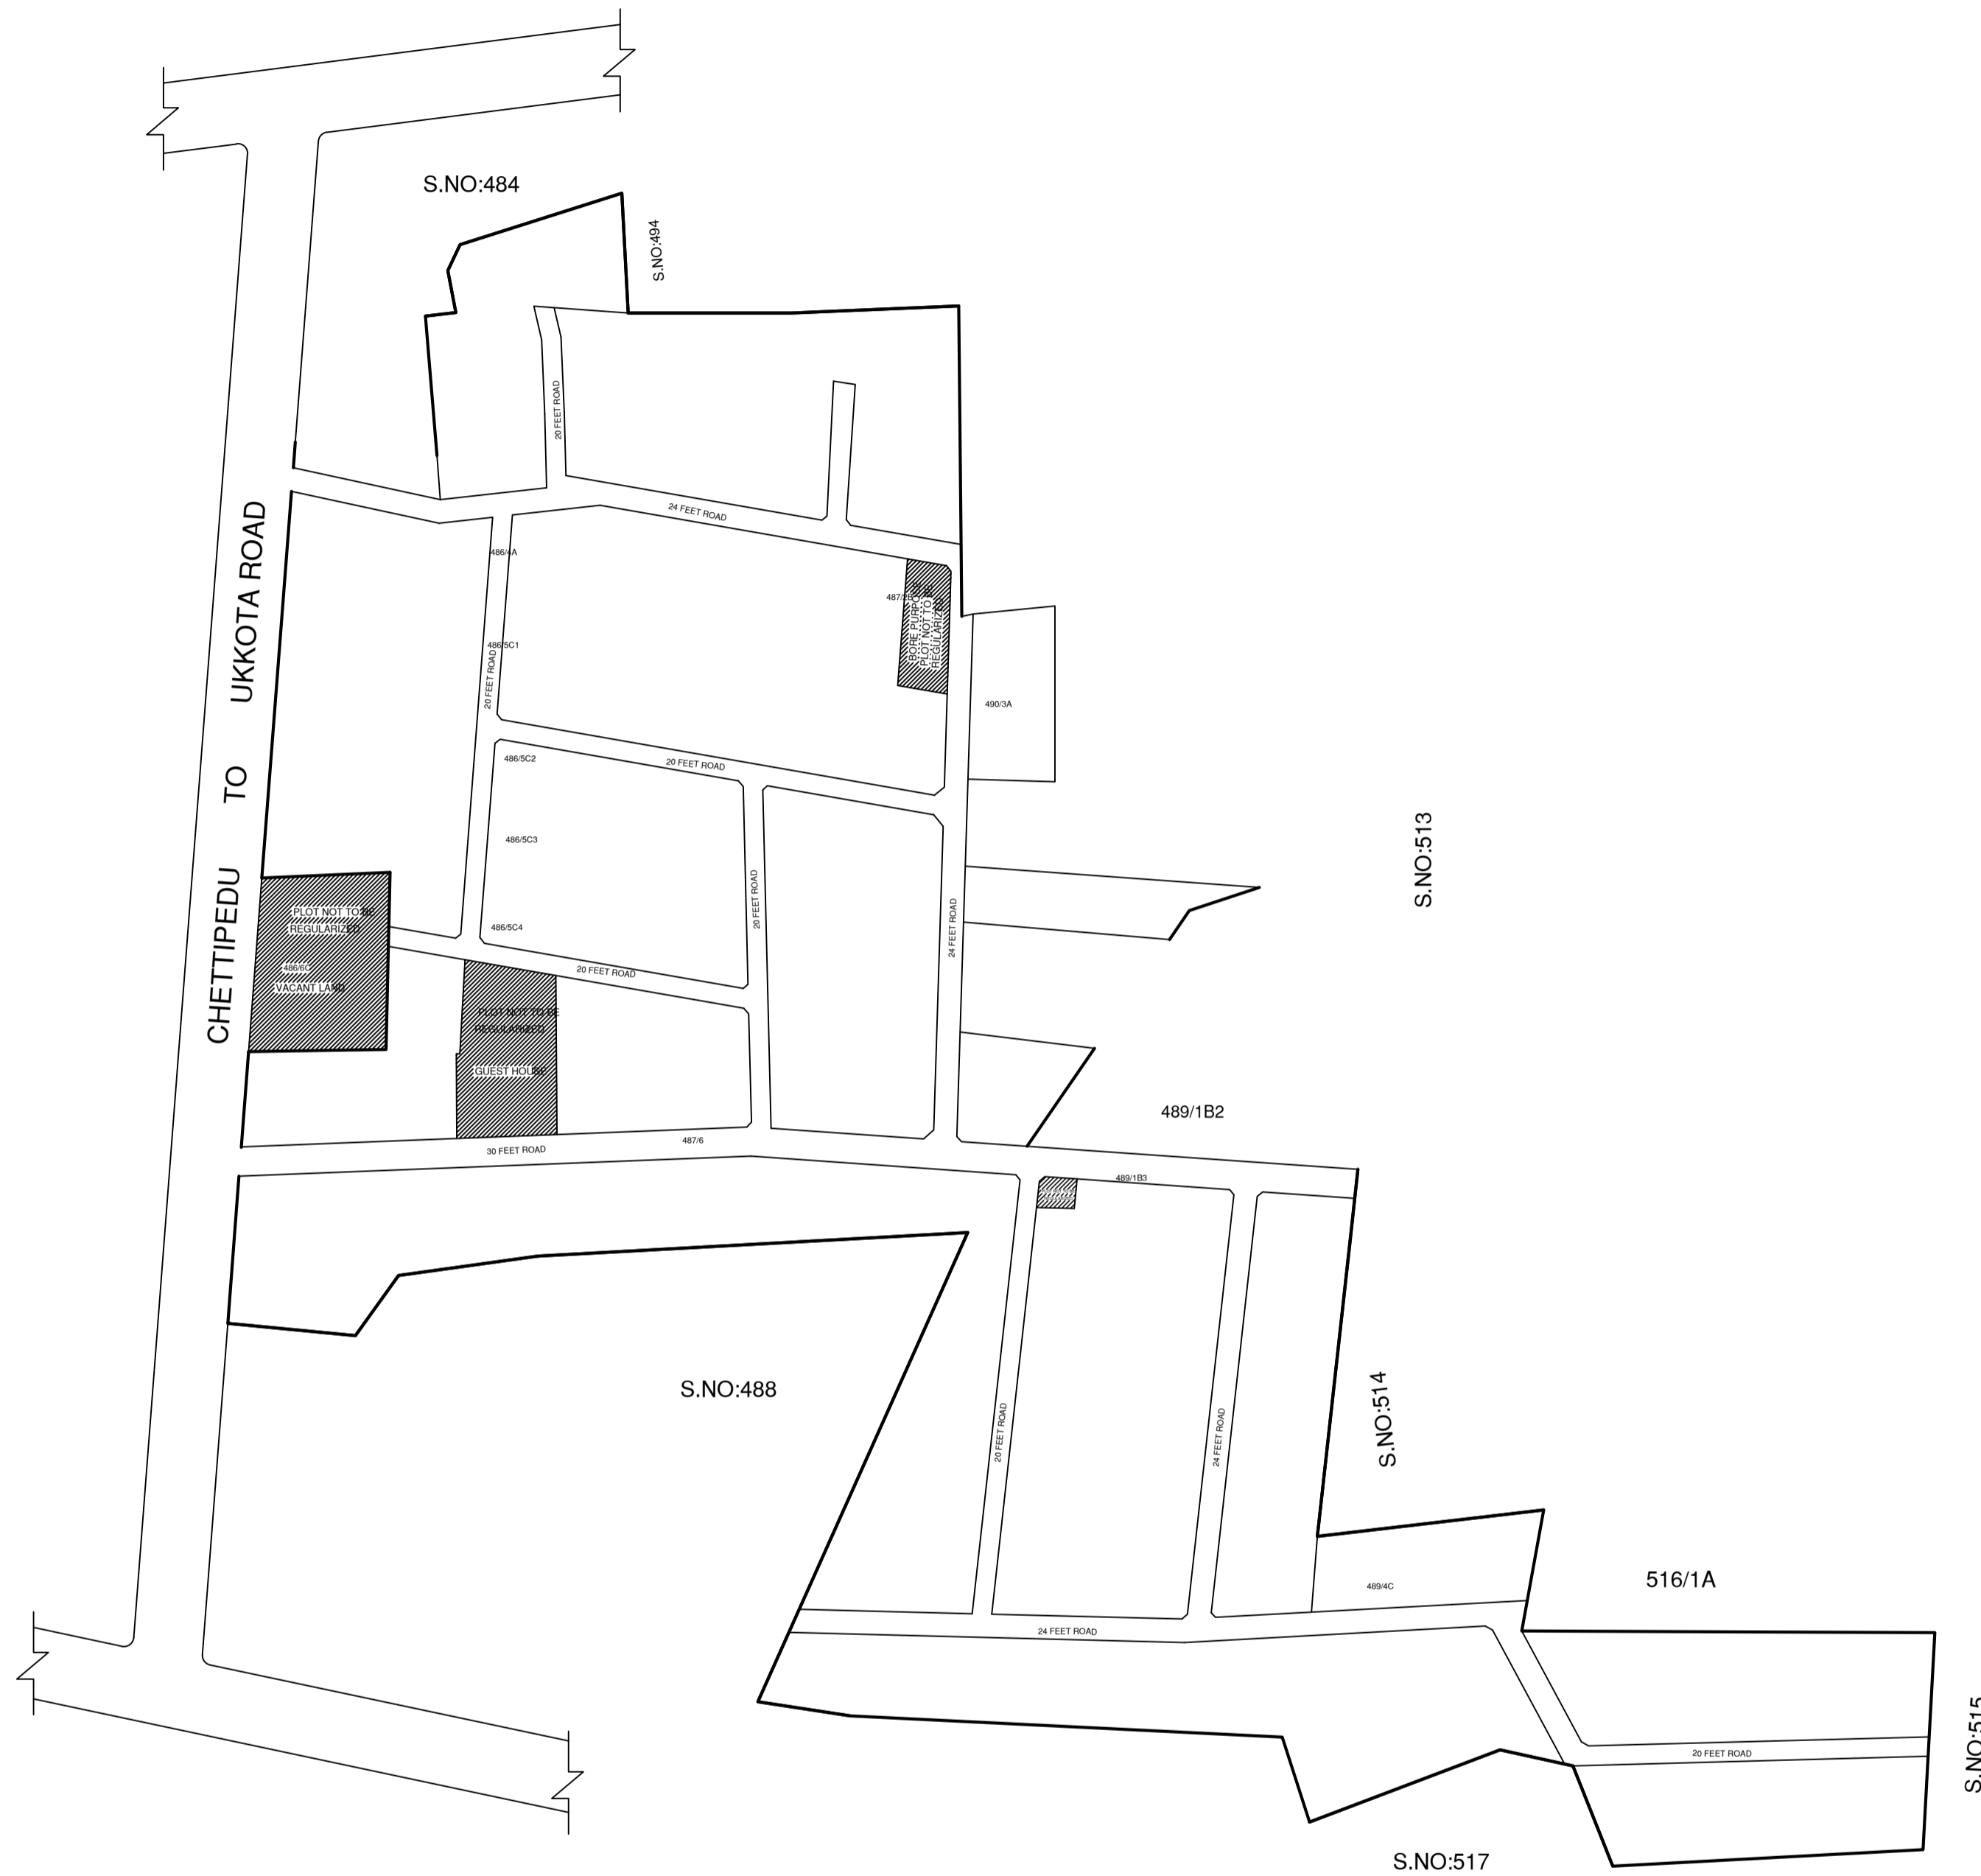 S.NO:484
S.NO:494
20 FEET ROAD
24 FEET ROAD
486/4A
BORE PURPOSE
PLOT NOT TO BE
REGULARIZED
486/5C1
20 FEET ROAD
CHETTIPEDU TO UKKOTA ROAD
490/3A
486/5C2
20 FEET ROAD
486/5C3
S.NO:513
20 FEET ROAD
24 FEET ROAD
PLOT NOT TO BE
REGULARIZED
486/6C
VACANT LAND
486/5C4
20 FEET ROAD
PLOT NOT TO BE
REGULARIZED
GUEST HOUSE
489/1B2
487/6
30 FEET ROAD
489/1B3
S.NO:488
S.NO:514
20 FEET ROAD
24 FEET ROAD
489/4C
516/1A
24 FEET ROAD
20 FEET ROAD
S.NO:515
S.NO:517